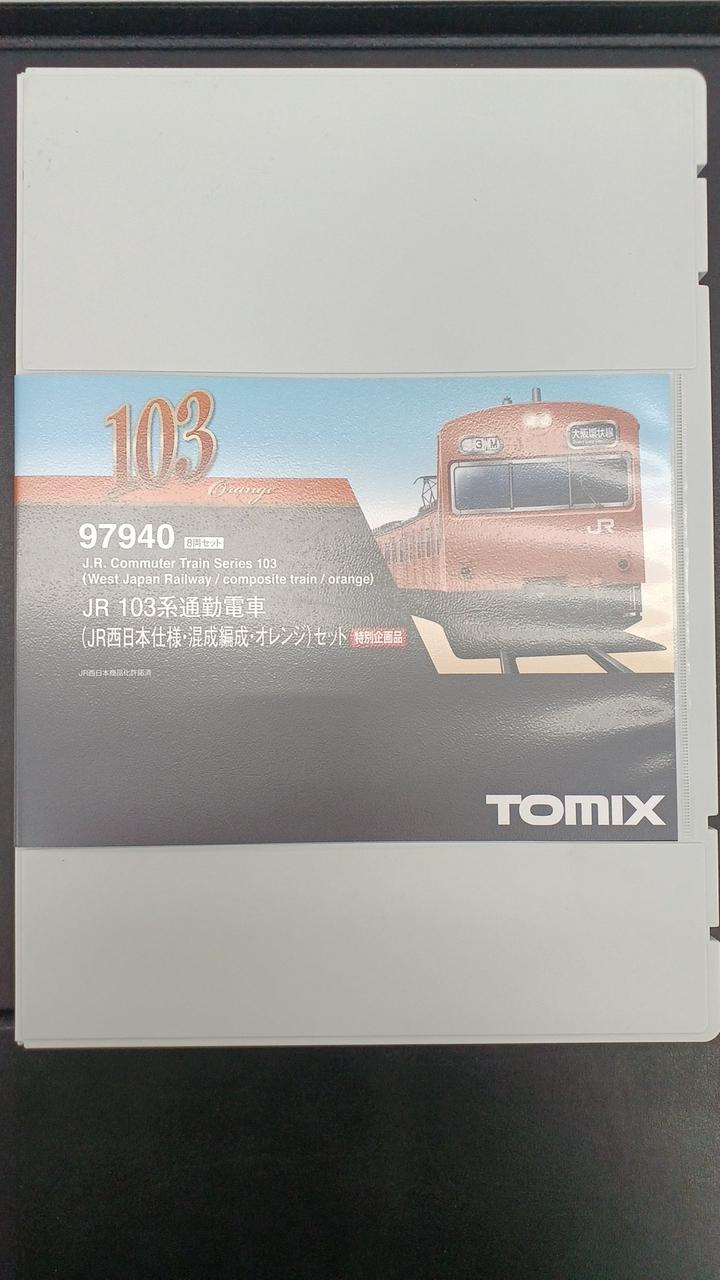 103
Orange
97940 8両セット
J.R. Commuter Train Series 103
(West Japan Railway / composite train / orange)
JR 103系通勤電車
(JR西日本仕様・混成編成・オレンジ)セット 特別企画品
JR西日本商品化許諾済
3 M
大阪環状線
JR
TOMIX